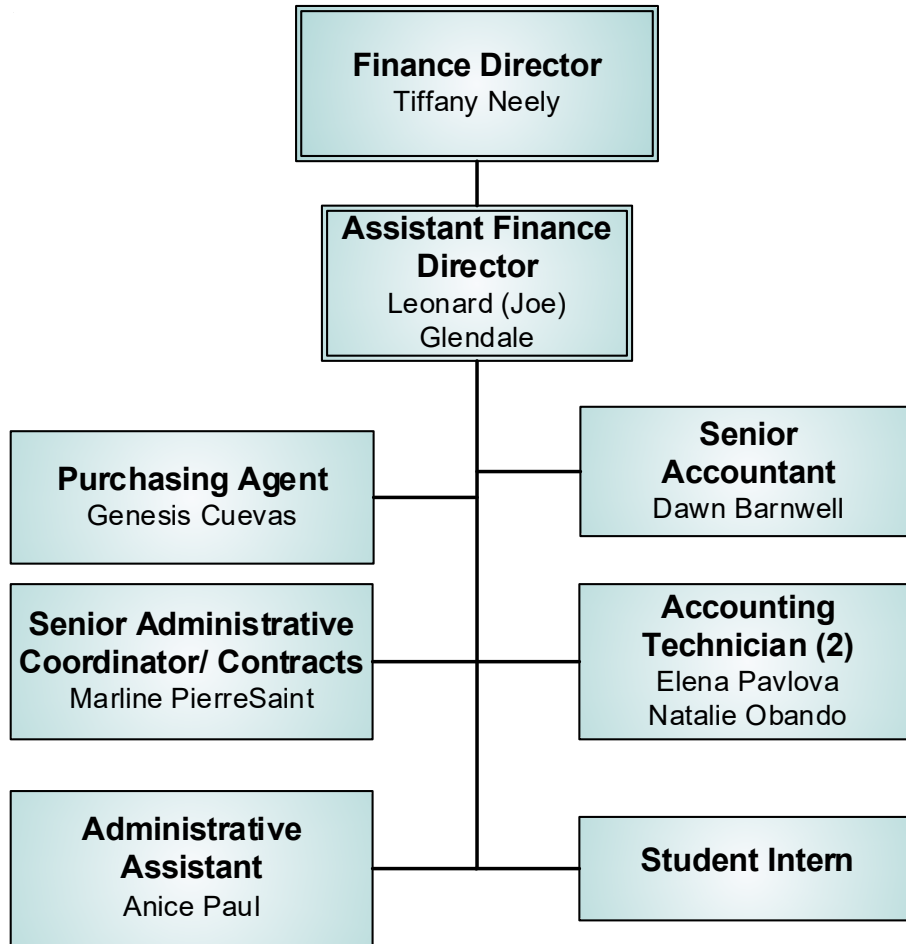 Finance Director
Tiffany Neely
Assistant Finance
Director
Leonard (Joe)
Glendale
Purchasing Agent
Genesis Cuevas
Senior
Accountant
Dawn Barnwell
Senior Administrative
Coordinator/ Contracts
Marline PierreSaint
Accounting
Technician (2)
Elena Pavlova
Natalie Obando
Administrative
Assistant
Anice Paul
Student Intern